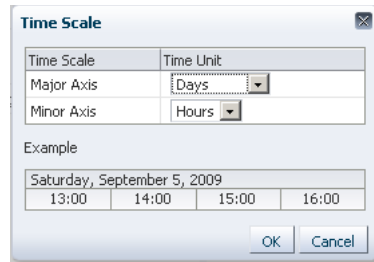 Time Scale
Time Scale Time Unit
Major Axis Days
Minor Axis Hours
Example
Saturday, September 5, 2009
13:00 14:00 15:00 16:00
OK Cancel